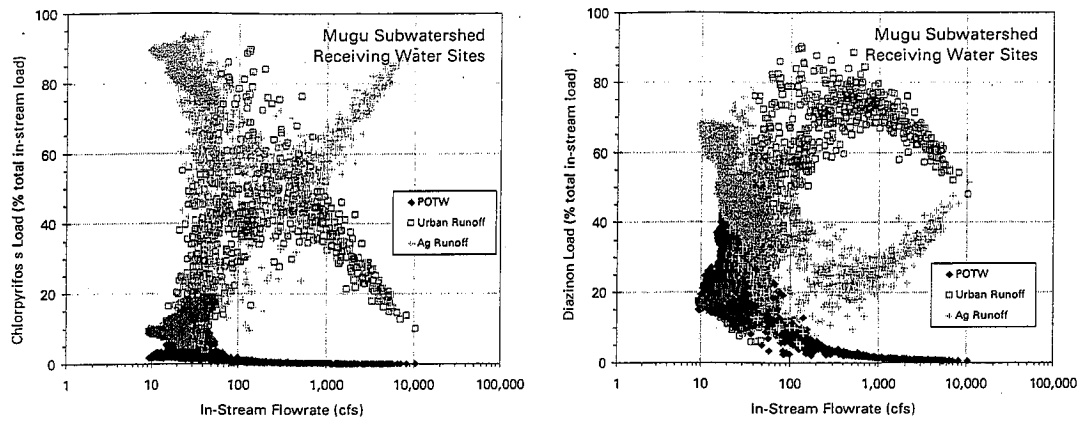 Mugu Subwatershed
Receiving Water Sites
Chlorpyrifos s Load (% total in-stream load)
100
80
60
40
20
0
POTW
Urban Runoff
Ag Runoff
1
10
100
1,000
10,000
100,000
In-Stream Flowrate (cfs)
Mugu Subwatershed
Receiving Water Sites
Diazinon Load (% total in-stream load)
100
80
60
40
20
0
POTW
Urban Runoff
Ag Runoff
1
10
100
1,000
10,000
100,000
In-Stream Flowrate (cfs)